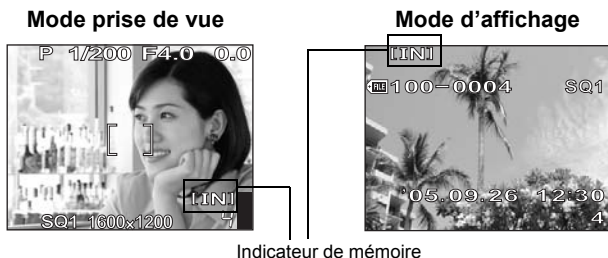 Mode prise de vue
P 1/200 F4.0 0.0
[IN]
SQ1 1600×1200 4
Mode d'affichage
[IN]
FILE 100-0004 SQ1
'05.09.26 12:30
4
Indicateur de mémoire